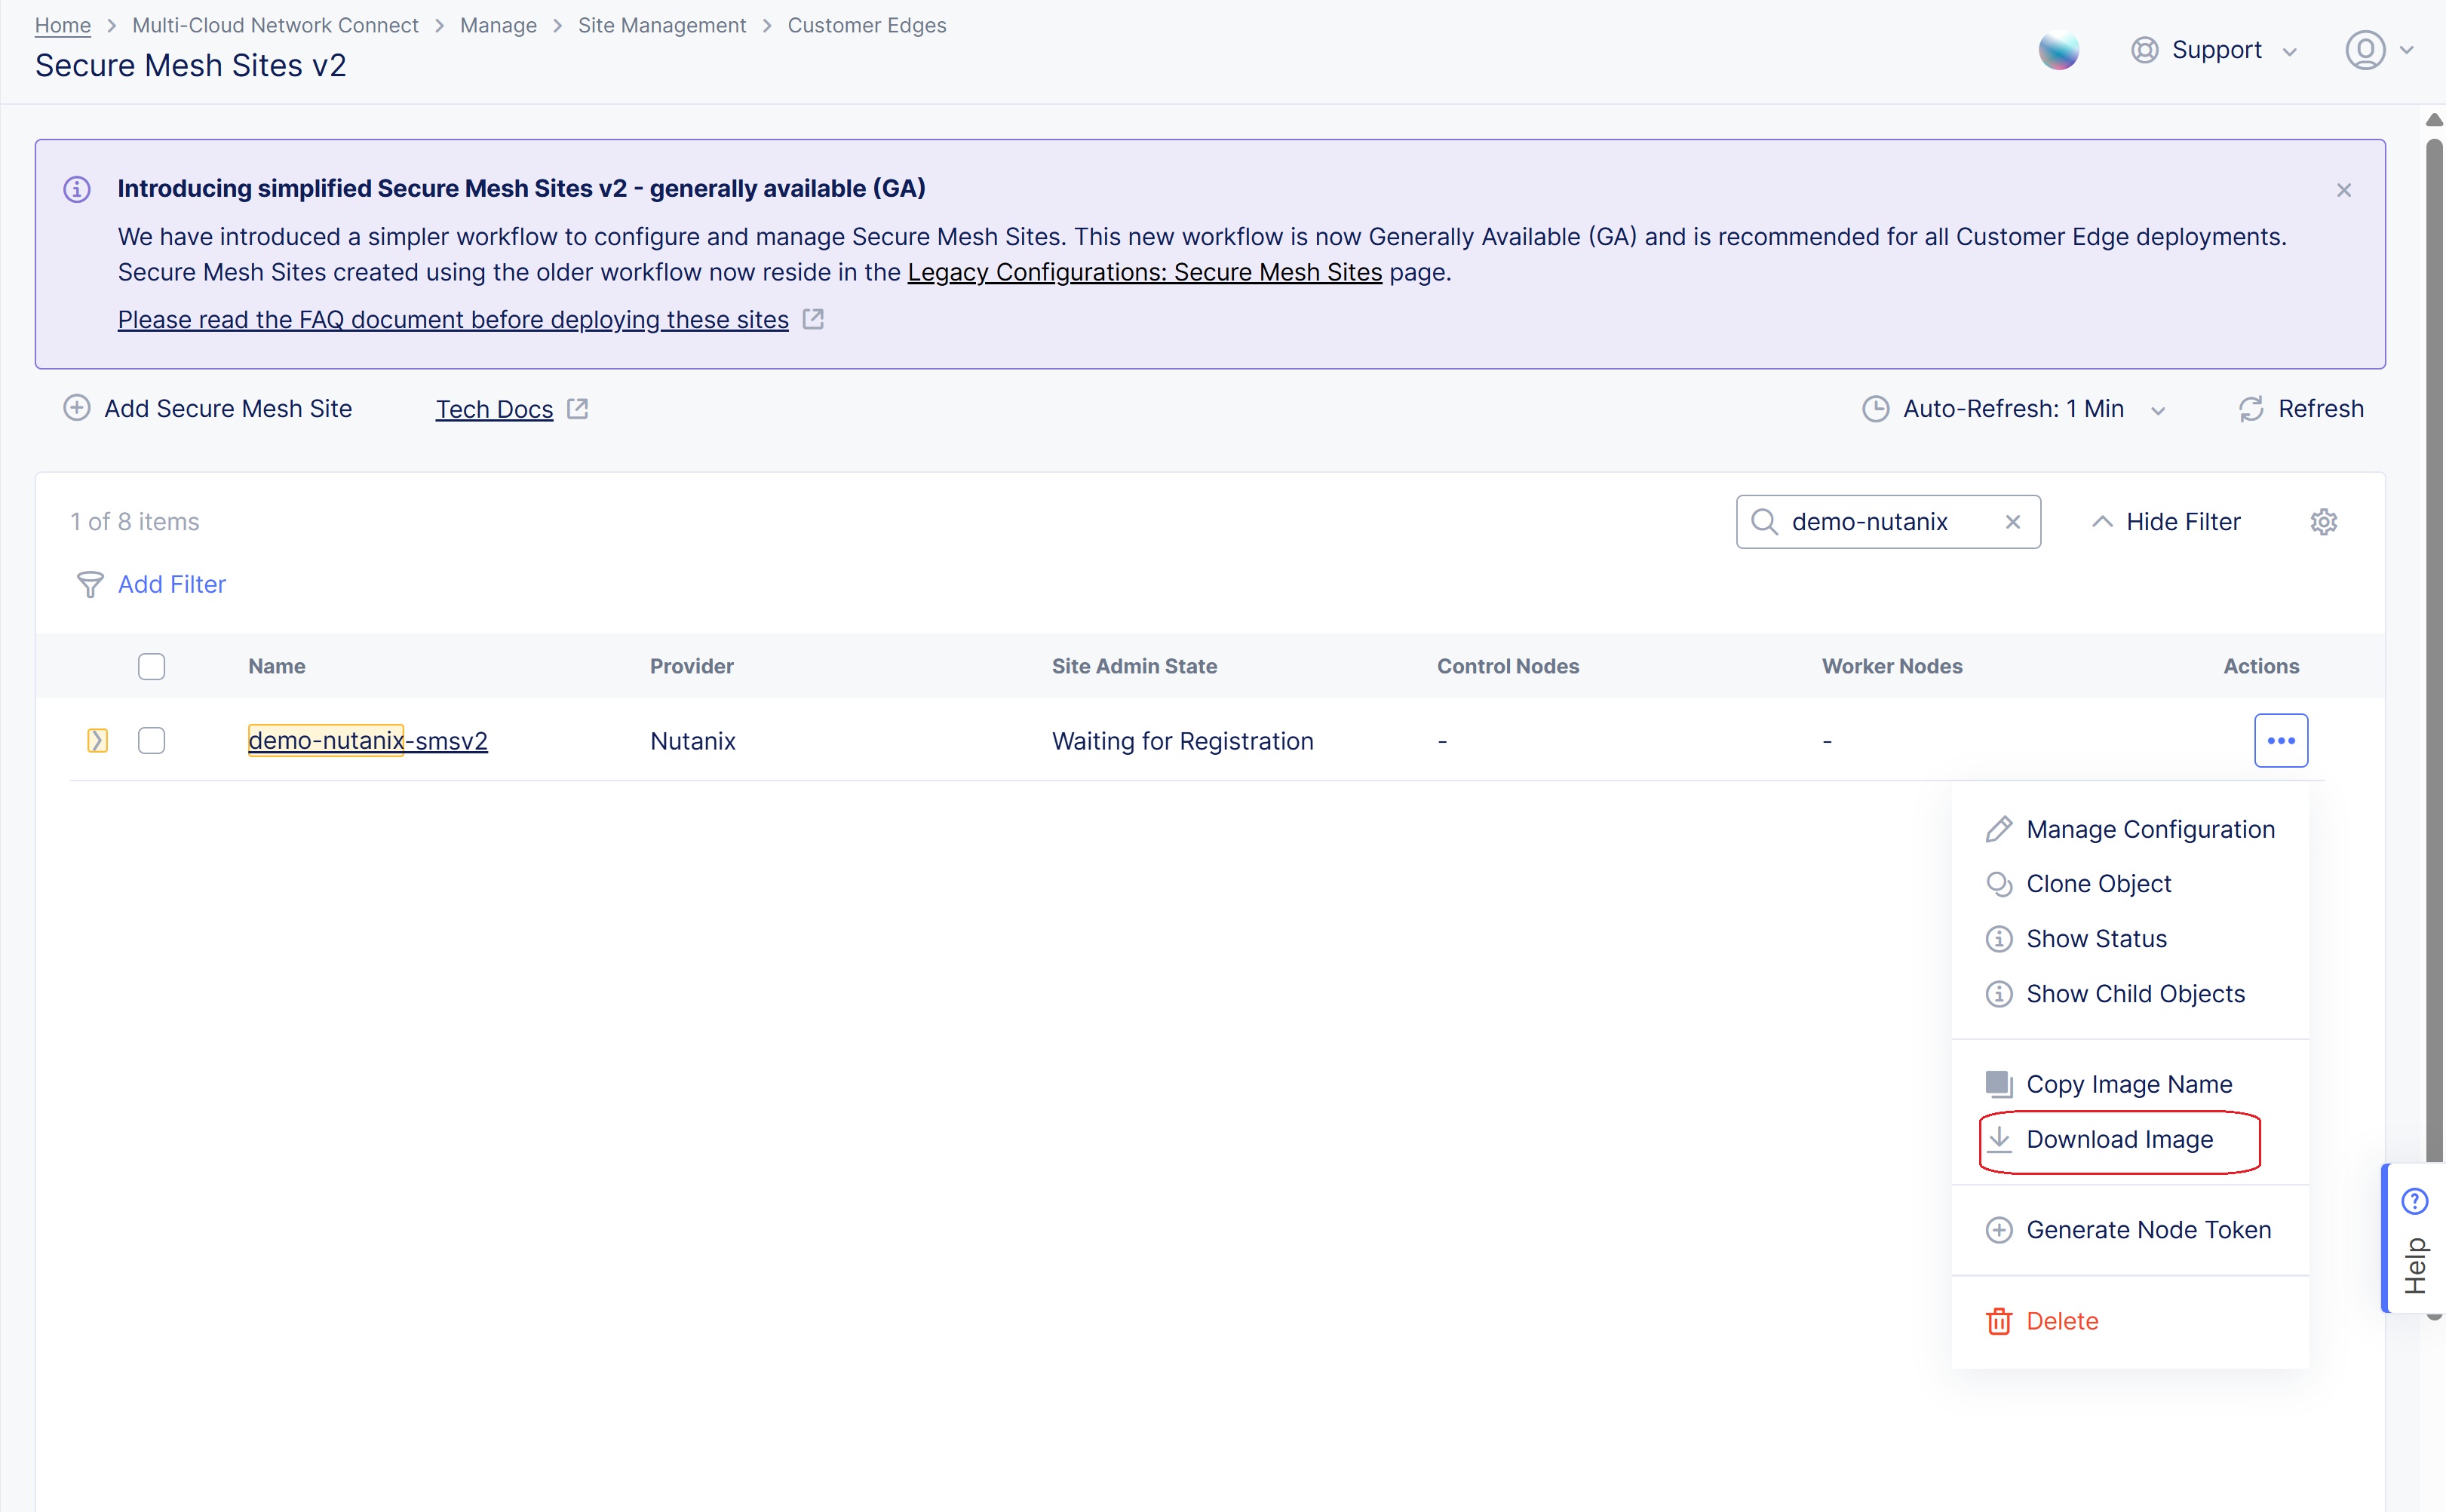 Home > Multi-Cloud Network Connect > Manage > Site Management > Customer Edges
Secure Mesh Sites v2
Support
Introducing simplified Secure Mesh Sites v2 - generally available (GA)
We have introduced a simpler workflow to configure and manage Secure Mesh Sites. This new workflow is now Generally Available (GA) and is recommended for all Customer Edge deployments.
Secure Mesh Sites created using the older workflow now reside in the Legacy Configurations: Secure Mesh Sites page.
Please read the FAQ document before deploying these sites
Add Secure Mesh Site Tech Docs Auto-Refresh: 1 Min Refresh
1 of 8 items demo-nutanix Hide Filter
Add Filter
Name Provider Site Admin State Control Nodes Worker Nodes Actions
demo-nutanix-smsv2 Nutanix Waiting for Registration - -
Manage Configuration
Clone Object
Show Status
Show Child Objects
Copy Image Name
Download Image
Generate Node Token
Delete
Help